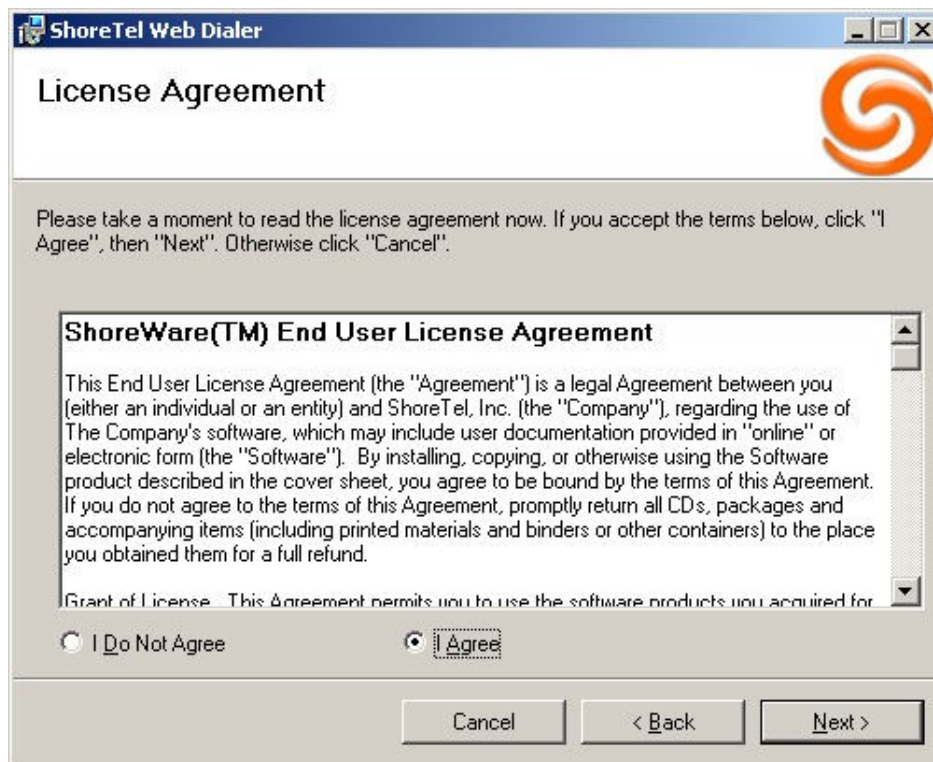 ShoreTel Web Dialer
License Agreement
Please take a moment to read the license agreement now. If you accept the terms below, click "I
Agree", then "Next". Otherwise click "Cancel".
ShoreWare(TM) End User License Agreement
This End User License Agreement (the "Agreement") is a legal Agreement between you
(either an individual or an entity) and ShoreTel, Inc. (the "Company"), regarding the use of
The Company's software, which may include user documentation provided in "online" or
electronic form (the "Software").  By installing, copying, or otherwise using the Software
product described in the cover sheet, you agree to be bound by the terms of this Agreement.
If you do not agree to the terms of this Agreement, promptly return all CDs, packages and
accompanying items (including printed materials and binders or other containers) to the place
you obtained them for a full refund.
Grant of License.  This Agreement permits you to use the software products you acquired for
I Do Not Agree
I Agree
Cancel
< Back
Next >